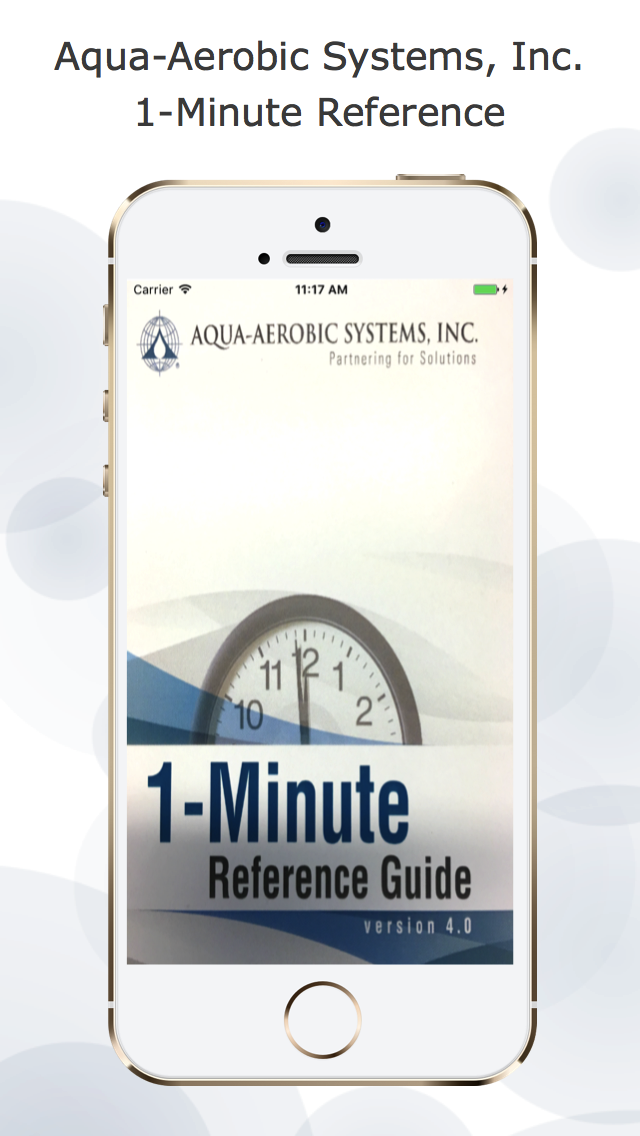 Aqua-Aerobic Systems, Inc.
1-Minute Reference
Carrier 11:17 AM
AQUA-AEROBIC SYSTEMS, INC.
Partnering for Solutions
®
12
11 1
10 2
1-Minute
Reference Guide
version 4.0